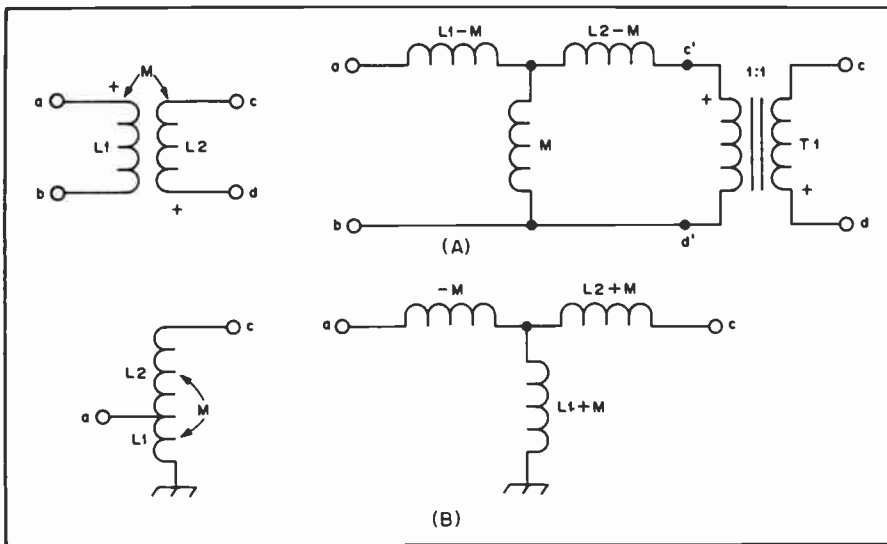 L1-M
L2-M
c'
1:1
a
c
+
M
a
c
+
L1
L2
M
T1
b
d
+
+
b
d'
d
(A)
-M
L2+M
a
c
c
L2
M
a
L1
L1+M
(B)